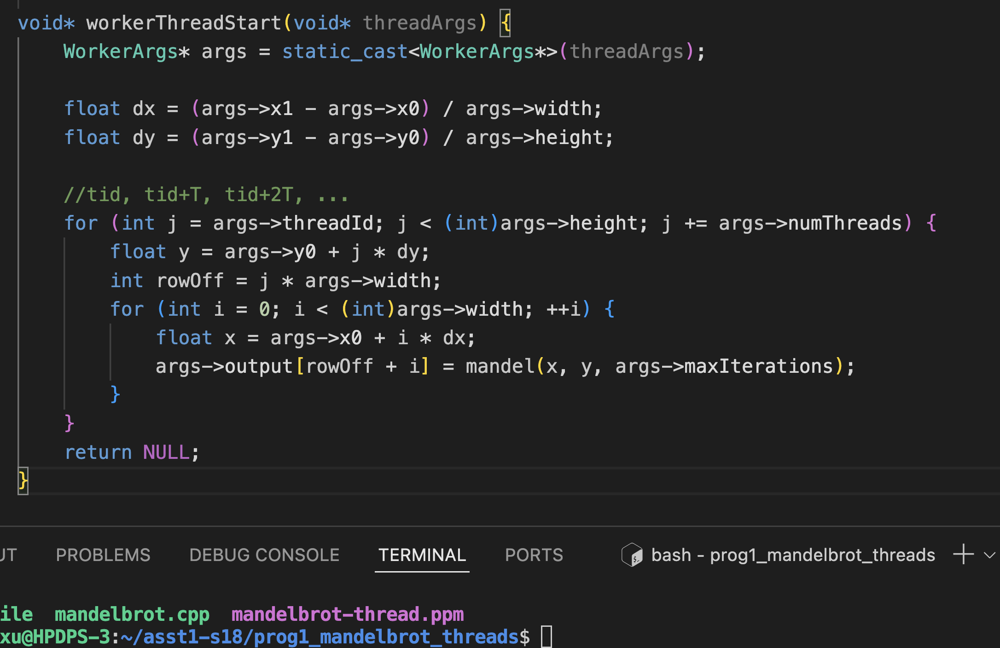 void* workerThreadStart(void* threadArgs) {
    WorkerArgs* args = static_cast<WorkerArgs*>(threadArgs);
    float dx = (args->x1 - args->x0) / args->width;
    float dy = (args->y1 - args->y0) / args->height;
    //tid, tid+T, tid+2T, ...
    for (int j = args->threadId; j < (int)args->height; j += args->numThreads) {
        float y = args->y0 + j * dy;
        int rowOff = j * args->width;
        for (int i = 0; i < (int)args->width; ++i) {
            float x = args->x0 + i * dx;
            args->output[rowOff + i] = mandel(x, y, args->maxIterations);
        }
    }
    return NULL;
}
UT PROBLEMS DEBUG CONSOLE TERMINAL PORTS bash - prog1_mandelbrot_threads
ile mandelbrot.cpp mandelbrot-thread.ppm
xu@HPDPS-3:~/asst1-s18/prog1_mandelbrot_threads$